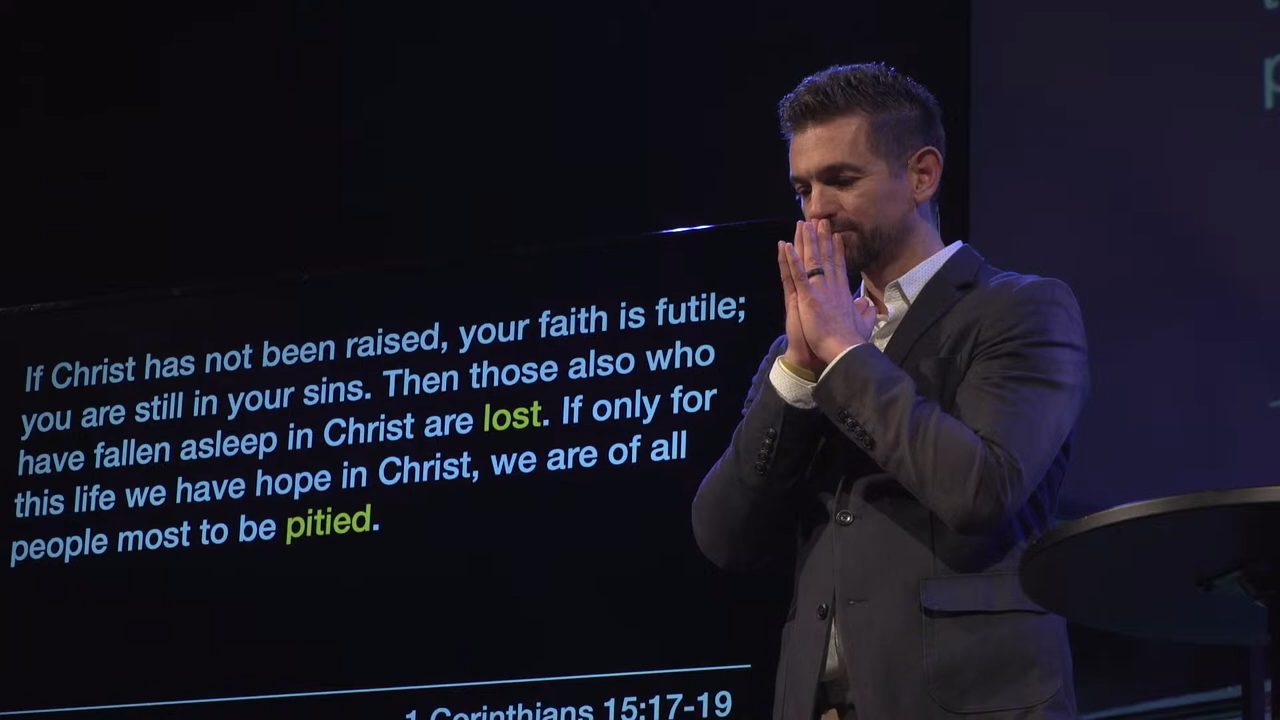 If Christ has not been raised, your faith is futile;
you are still in your sins. Then those also who
have fallen asleep in Christ are lost. If only for
this life we have hope in Christ, we are of all
people most to be pitied.
1 Corinthians 15:17-19